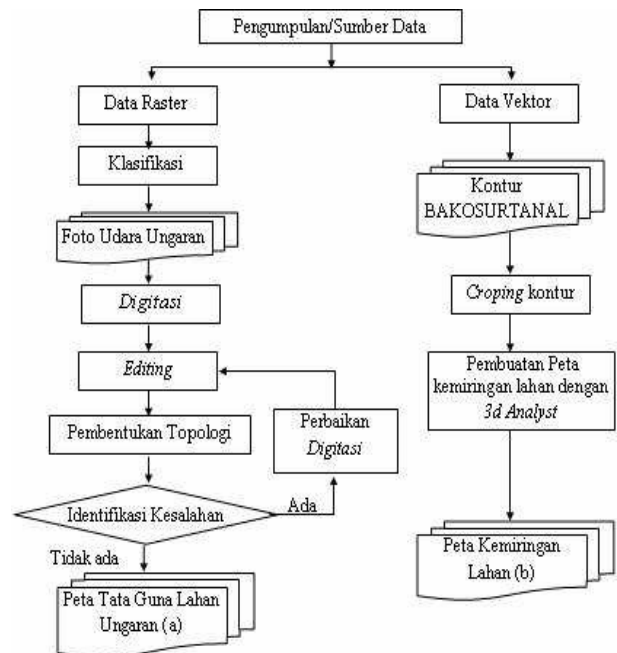 Pengumpulan/Sumber Data
Data Raster
Klasifikasi
Foto Udara Ungaran
Digitasi
Editing
Pembentukan Topologi
Identifikasi Kesalahan
Ada
Perbaikan
Digitasi
Tidak ada
Peta Tata Guna Lahan
Ungaran (a)
Data Vektor
Kontur
BAKOSURTANAL
Croping kontur
Pembuatan Peta
kemiringan lahan dengan
3d Analyst
Peta Kemiringan
Lahan (b)